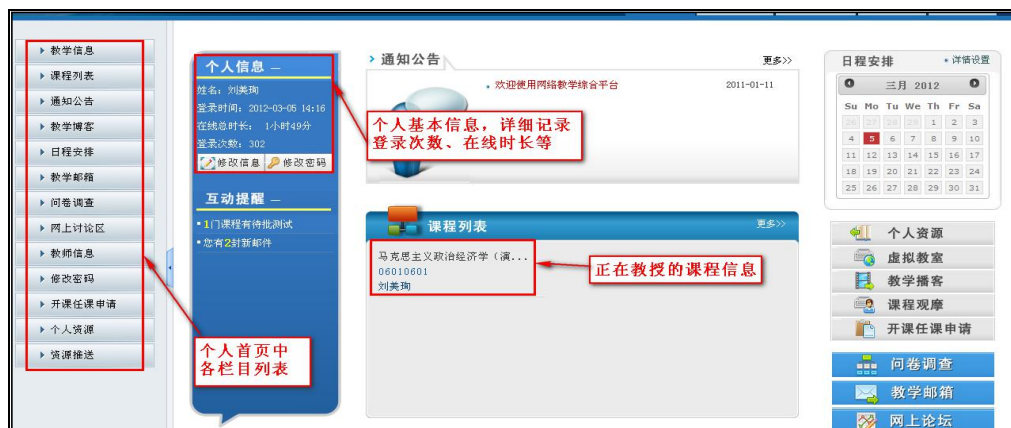 教学信息
课程列表
通知公告
教学博客
日程安排
教学邮箱
问卷调查
网上讨论区
教师信息
修改密码
开课任课申请
个人资源
资源推送
个人首页中
各栏目列表
个人信息
姓名：刘美珣
登录时间：2012-03-05 14:16
在线总时长： 1小时49分
登录次数：302
修改信息 修改密码
互动提醒
1门课程有待批测试
您有2封新邮件
通知公告 更多>>
欢迎使用网络教学综合平台 2011-01-11
个人基本信息，详细记录
登录次数、在线时长等
课程列表 更多>>
马克思主义政治经济学（演...
06010601
刘美珣
正在教授的课程信息
日程安排 详情设置
三月 2012
Su Mo Tu We Th Fr Sa
26 27 28 29 1 2 3
4 5 6 7 8 9 10
11 12 13 14 15 16 17
18 19 20 21 22 23 24
25 26 27 28 29 30 31
个人资源
虚拟教室
教学播客
课程观摩
开课任课申请
问卷调查
教学邮箱
网上论坛